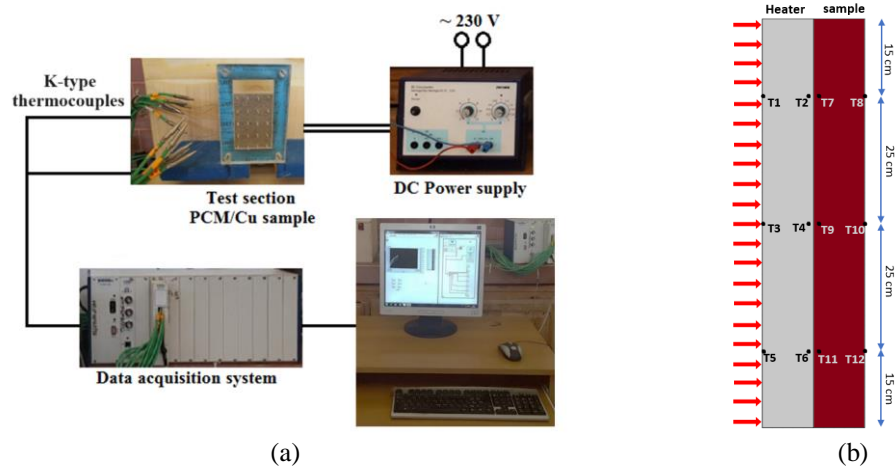 ~ 230 V
K-type
thermocouples
Test section
PCM/Cu sample
DC Power supply
Data acquisition system
(a)
Heater sample
15 cm
T1 T2 T7 T8
25 cm
T3 T4 T9 T10
25 cm
T5 T6 T11 T12
15 cm
(b)